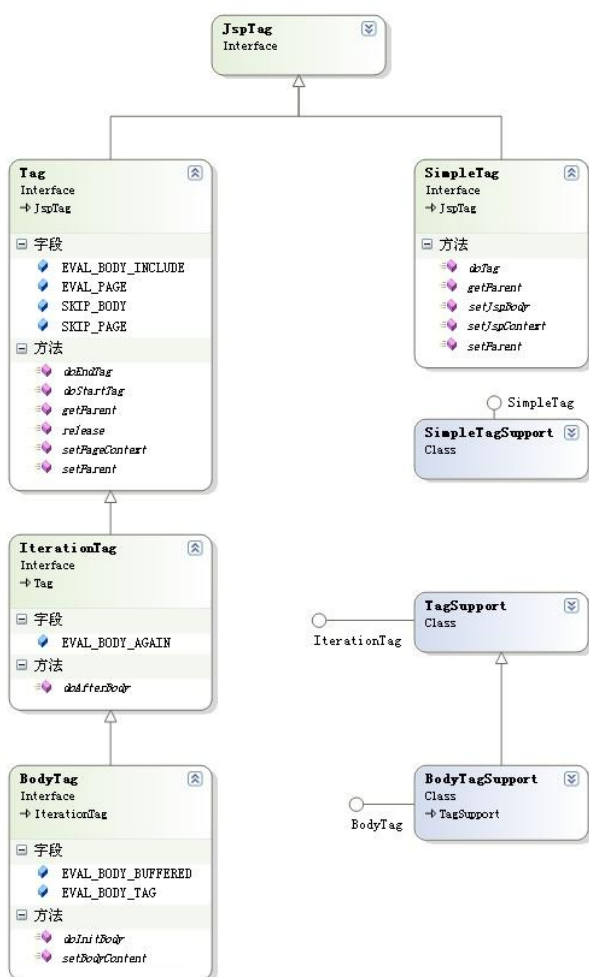 JspTag
Interface
Tag
Interface
JspTag
字段
EVAL_BODY_INCLUDE
EVAL_PAGE
SKIP_BODY
SKIP_PAGE
方法
doEndTag
doStartTag
getParent
release
setPageContext
setParent
SimpleTag
Interface
JspTag
方法
doTag
getParent
setJspBody
setJspContext
setParent
SimpleTag
SimpleTagSupport
Class
IterationTag
Interface
Tag
字段
EVAL_BODY_AGAIN
方法
doAfterBody
TagSupport
Class
IterationTag
BodyTag
Interface
IterationTag
字段
EVAL_BODY_BUFFERED
EVAL_BODY_TAG
方法
doInitBody
setBodyContent
BodyTagSupport
Class
TagSupport
BodyTag